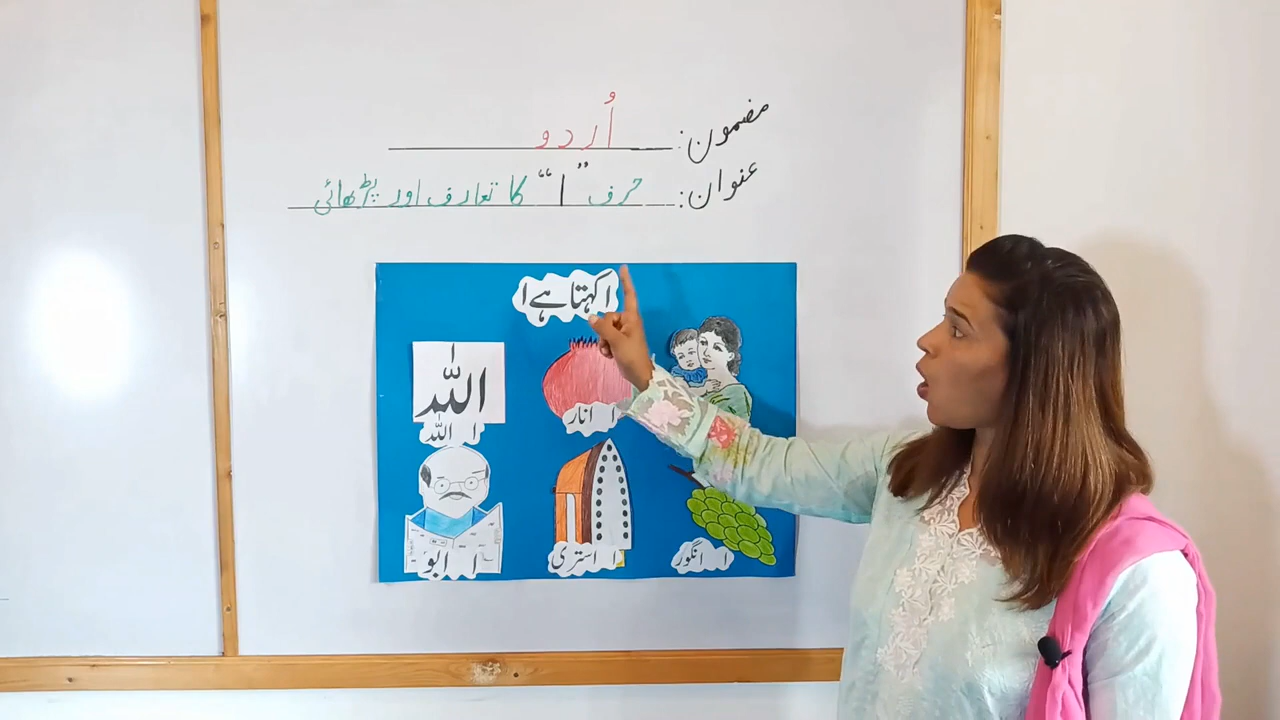 مضمون: اُردو
عنوان: حرف "ا" کا تعارف اور پڑھائی
ا کہتا ہے ا
اللہ
ا انار
ا اللہ
ا انگور
ا استری
ا ابو